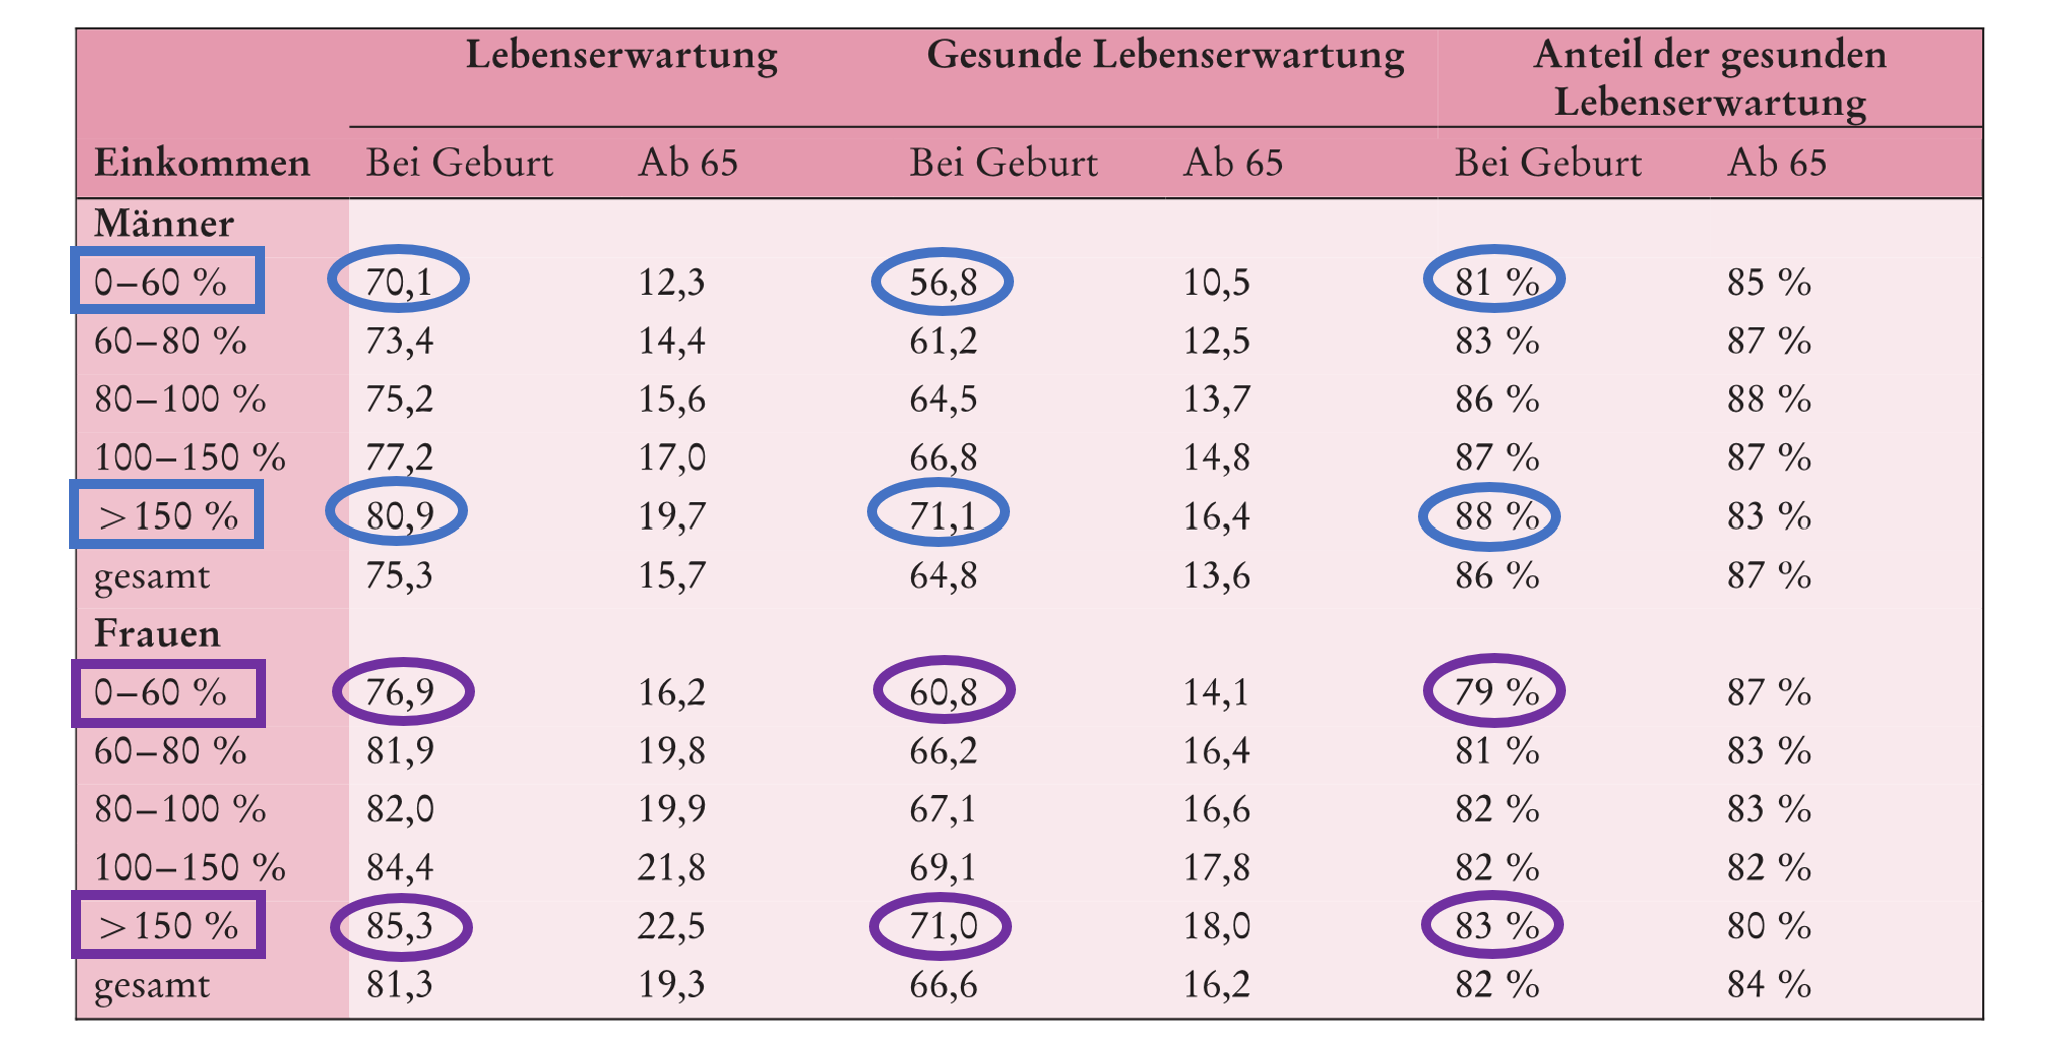 Lebenserwartung Gesunde Lebenserwartung Anteil der gesunden
Lebenserwartung
Einkommen Bei Geburt Ab 65 Bei Geburt Ab 65 Bei Geburt Ab 65
Männer
0–60 % 70,1 12,3 56,8 10,5 81 % 85 %
60–80 % 73,4 14,4 61,2 12,5 83 % 87 %
80–100 % 75,2 15,6 64,5 13,7 86 % 88 %
100–150 % 77,2 17,0 66,8 14,8 87 % 87 %
>150 % 80,9 19,7 71,1 16,4 88 % 83 %
gesamt 75,3 15,7 64,8 13,6 86 % 87 %
Frauen
0–60 % 76,9 16,2 60,8 14,1 79 % 87 %
60–80 % 81,9 19,8 66,2 16,4 81 % 83 %
80–100 % 82,0 19,9 67,1 16,6 82 % 83 %
100–150 % 84,4 21,8 69,1 17,8 82 % 82 %
>150 % 85,3 22,5 71,0 18,0 83 % 80 %
gesamt 81,3 19,3 66,6 16,2 82 % 84 %